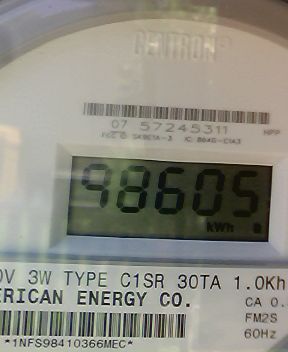 CENTRON
07 57245311 NPP
98605
kWh
0V 3W TYPE C1SR 30TA 1.0Kh
ERICAN ENERGY CO. CA 0.
FM2S
*1NFS98410366MEC* 60Hz